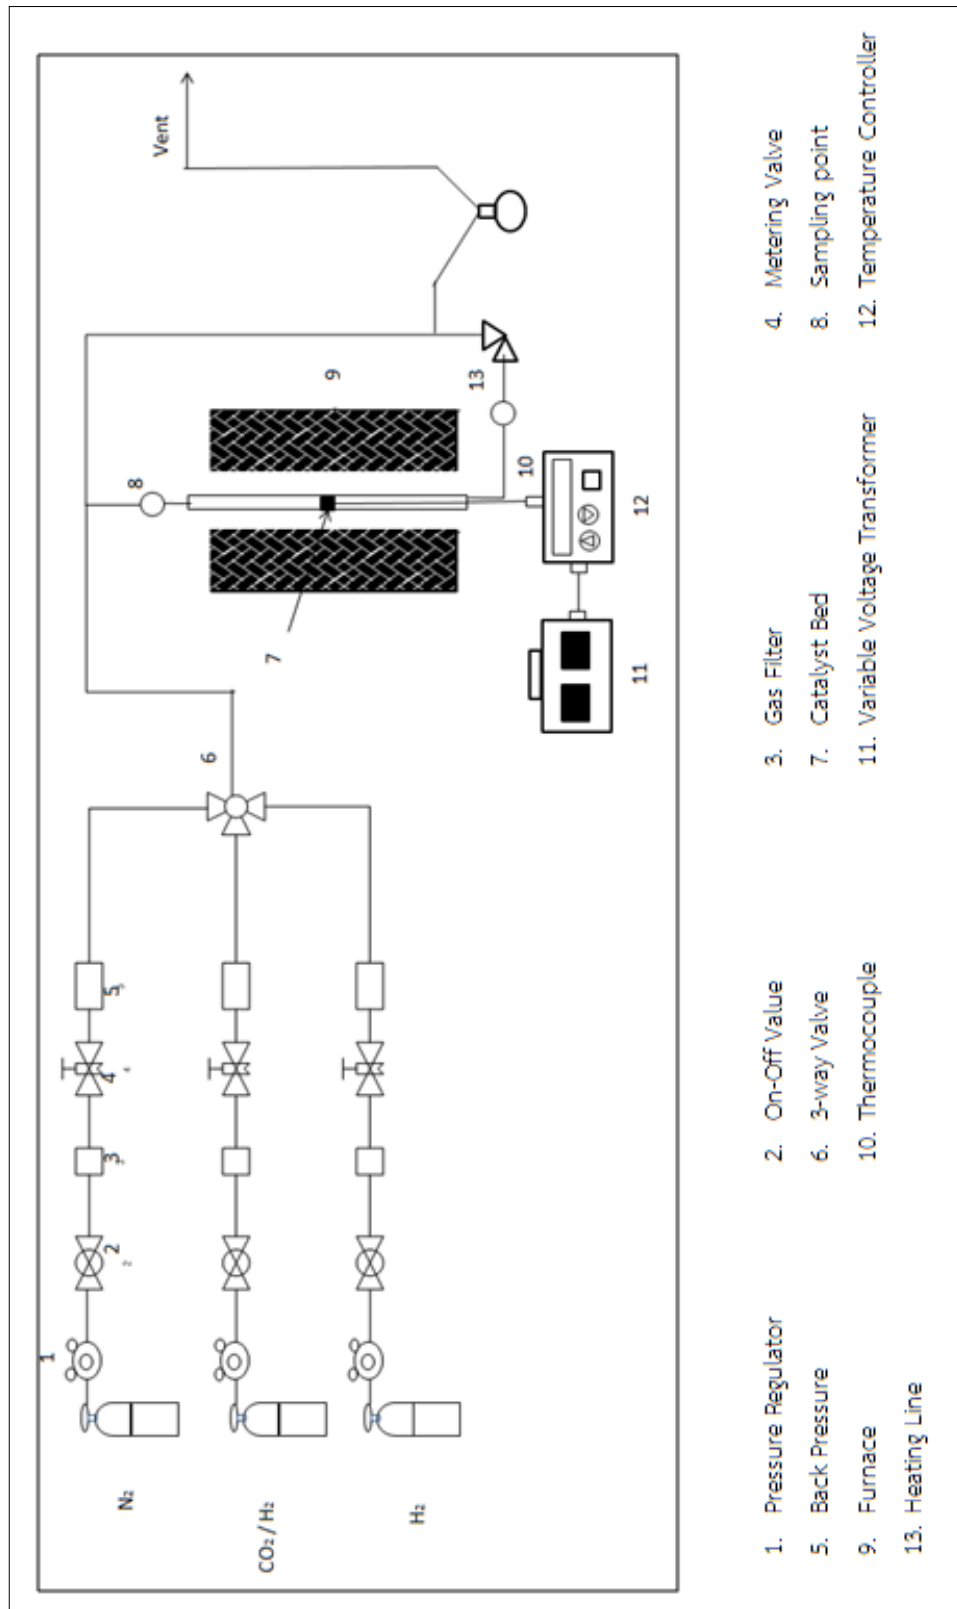 1
2 3 4 5
2 4
N₂
8
Vent
6
CO₂ / H₂
7
9
H₂
13
10
11
12
1. Pressure Regulator 2. On-Off Value 3. Gas Filter 4. Metering Valve
5. Back Pressure 6. 3-way Valve 7. Catalyst Bed 8. Sampling point
9. Furnace 10. Thermocouple 11. Variable Voltage Transformer 12. Temperature Controller
13. Heating Line